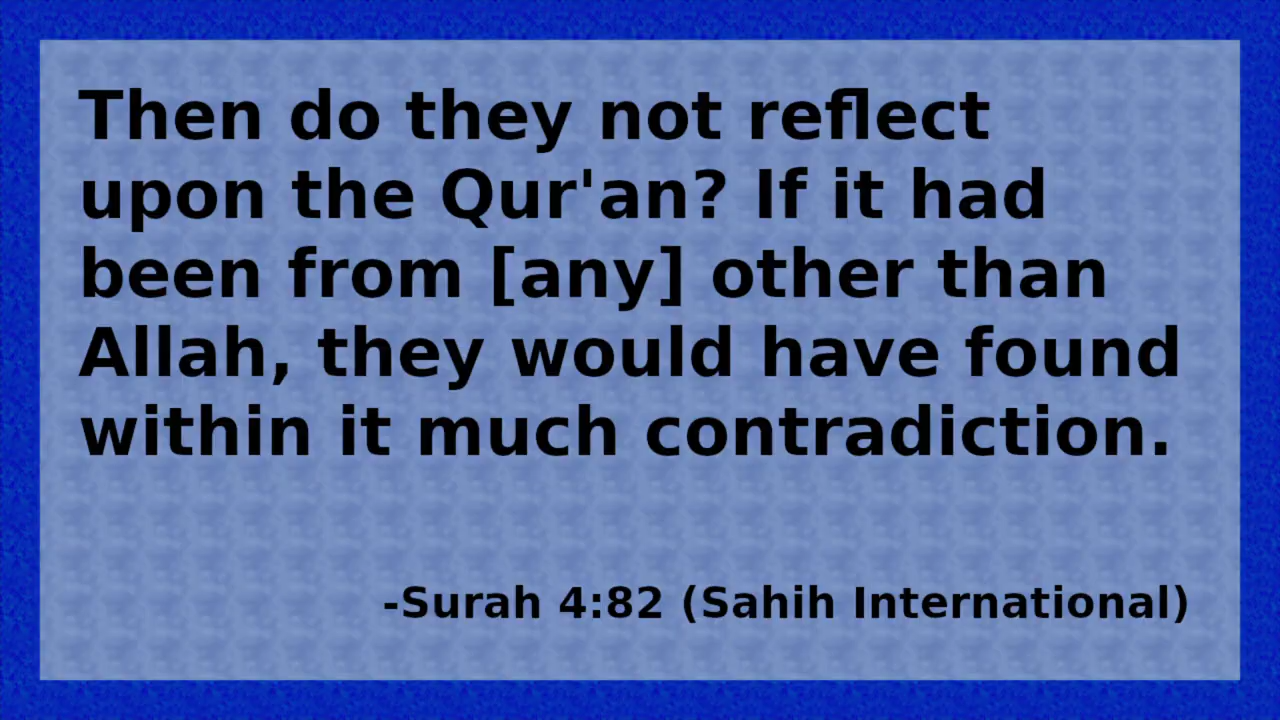 Then do they not reflect
upon the Qur'an? If it had
been from [any] other than
Allah, they would have found
within it much contradiction.
-Surah 4:82 (Sahih International)